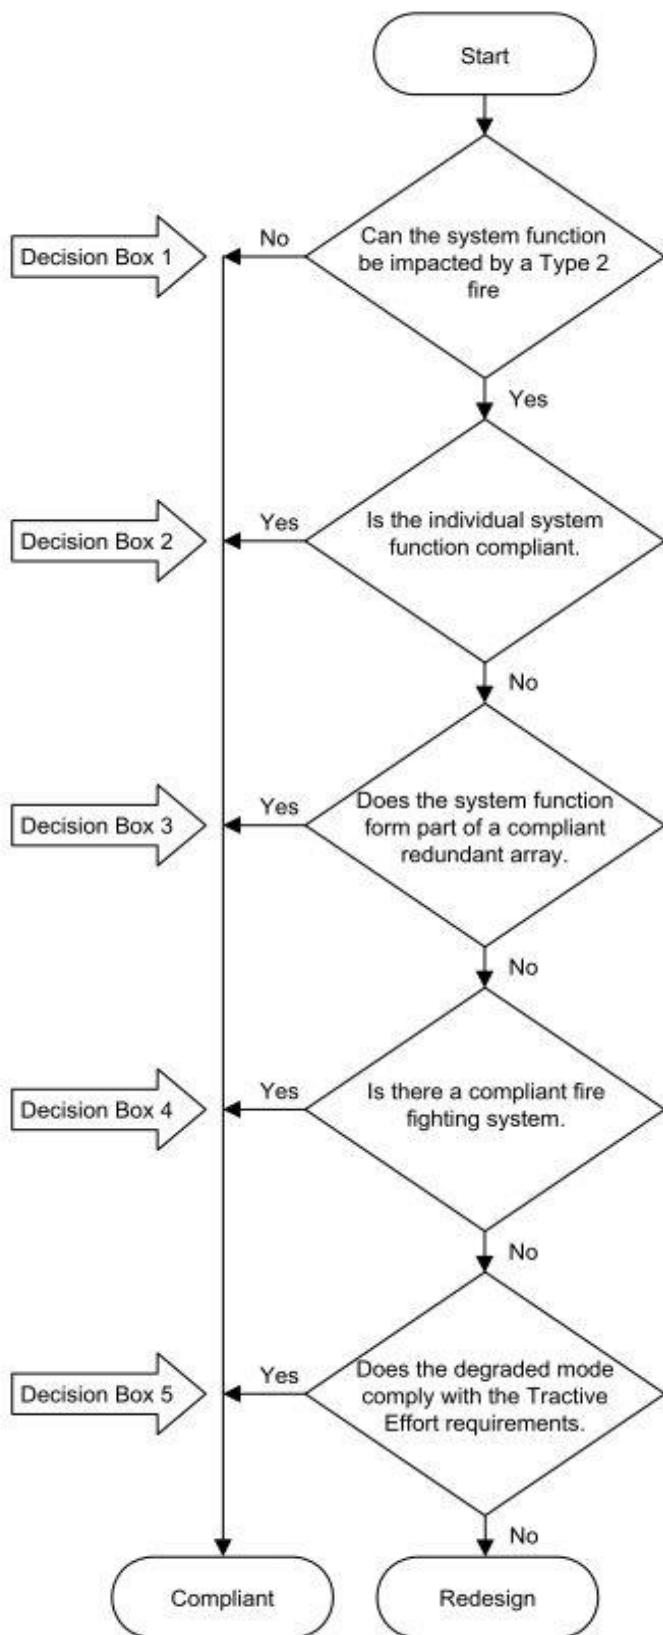 Start
Decision Box 1
No
Can the system function
be impacted by a Type 2
fire
Yes
Decision Box 2
Yes
Is the individual system
function compliant.
No
Decision Box 3
Yes
Does the system function
form part of a compliant
redundant array.
No
Decision Box 4
Yes
Is there a compliant fire
fighting system.
No
Decision Box 5
Yes
Does the degraded mode
comply with the Tractive
Effort requirements.
No
Compliant
Redesign